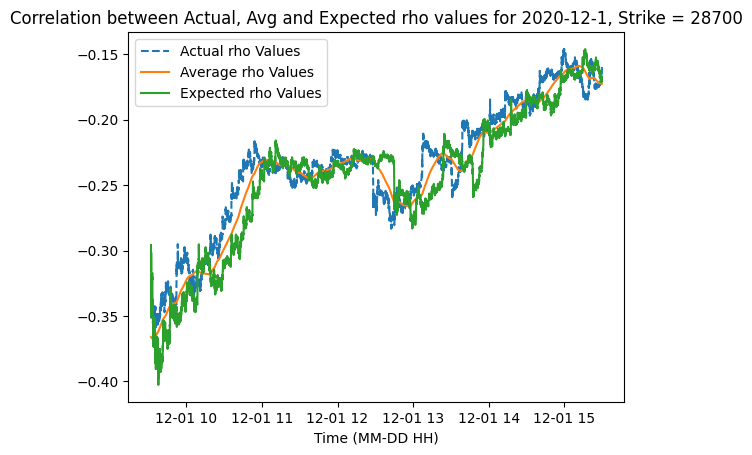 Correlation between Actual, Avg and Expected rho values for 2020-12-1, Strike = 28700
Actual rho Values
Average rho Values
Expected rho Values
−0.15
−0.20
−0.25
−0.30
−0.35
−0.40
12-01 10 12-01 11 12-01 12 12-01 13 12-01 14 12-01 15
Time (MM-DD HH)